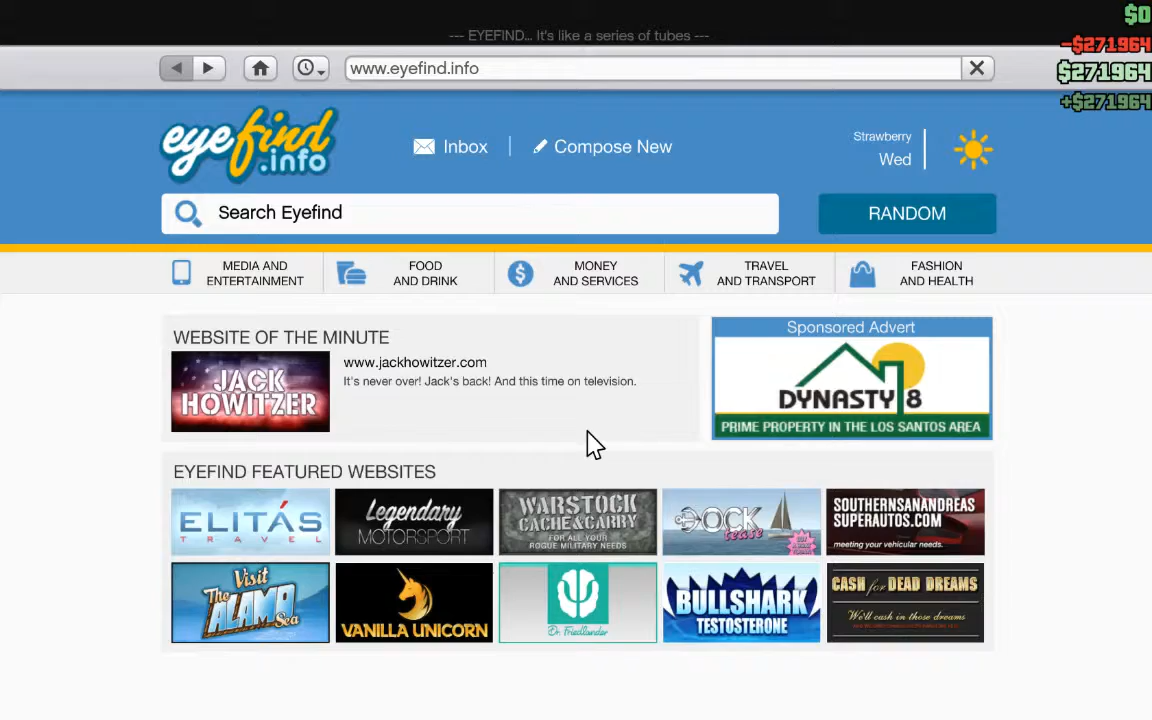 --- EYEFIND... It's like a series of tubes ---
$0
-$271964
$271964
+$271964
www.eyefind.info
eyefind
.info
Inbox
Compose New
Strawberry
Wed
Search Eyefind
RANDOM
MEDIA AND
ENTERTAINMENT
FOOD
AND DRINK
MONEY
AND SERVICES
TRAVEL
AND TRANSPORT
FASHION
AND HEALTH
WEBSITE OF THE MINUTE
JACK
HOWITZER
www.jackhowitzer.com
It's never over! Jack's back! And this time on television.
Sponsored Advert
DYNASTY 8
PRIME PROPERTY IN THE LOS SANTOS AREA
EYEFIND FEATURED WEBSITES
ELITÁS
TRAVEL
Legendary
MOTORSPORT
WARSTOCK
CACHE&CARRY
FOR ALL YOUR
ROGUE MILITARY NEEDS
DOCK
tease
SOUTHERNSANANDREAS
SUPERAUTOS.COM
meeting your vehicular needs.
Visit
The
ALAMO
Sea
VANILLA UNICORN
Dr. Friedlander
BULLSHARK
TESTOSTERONE
CASH for DEAD DREAMS
We'll cash in those dreams